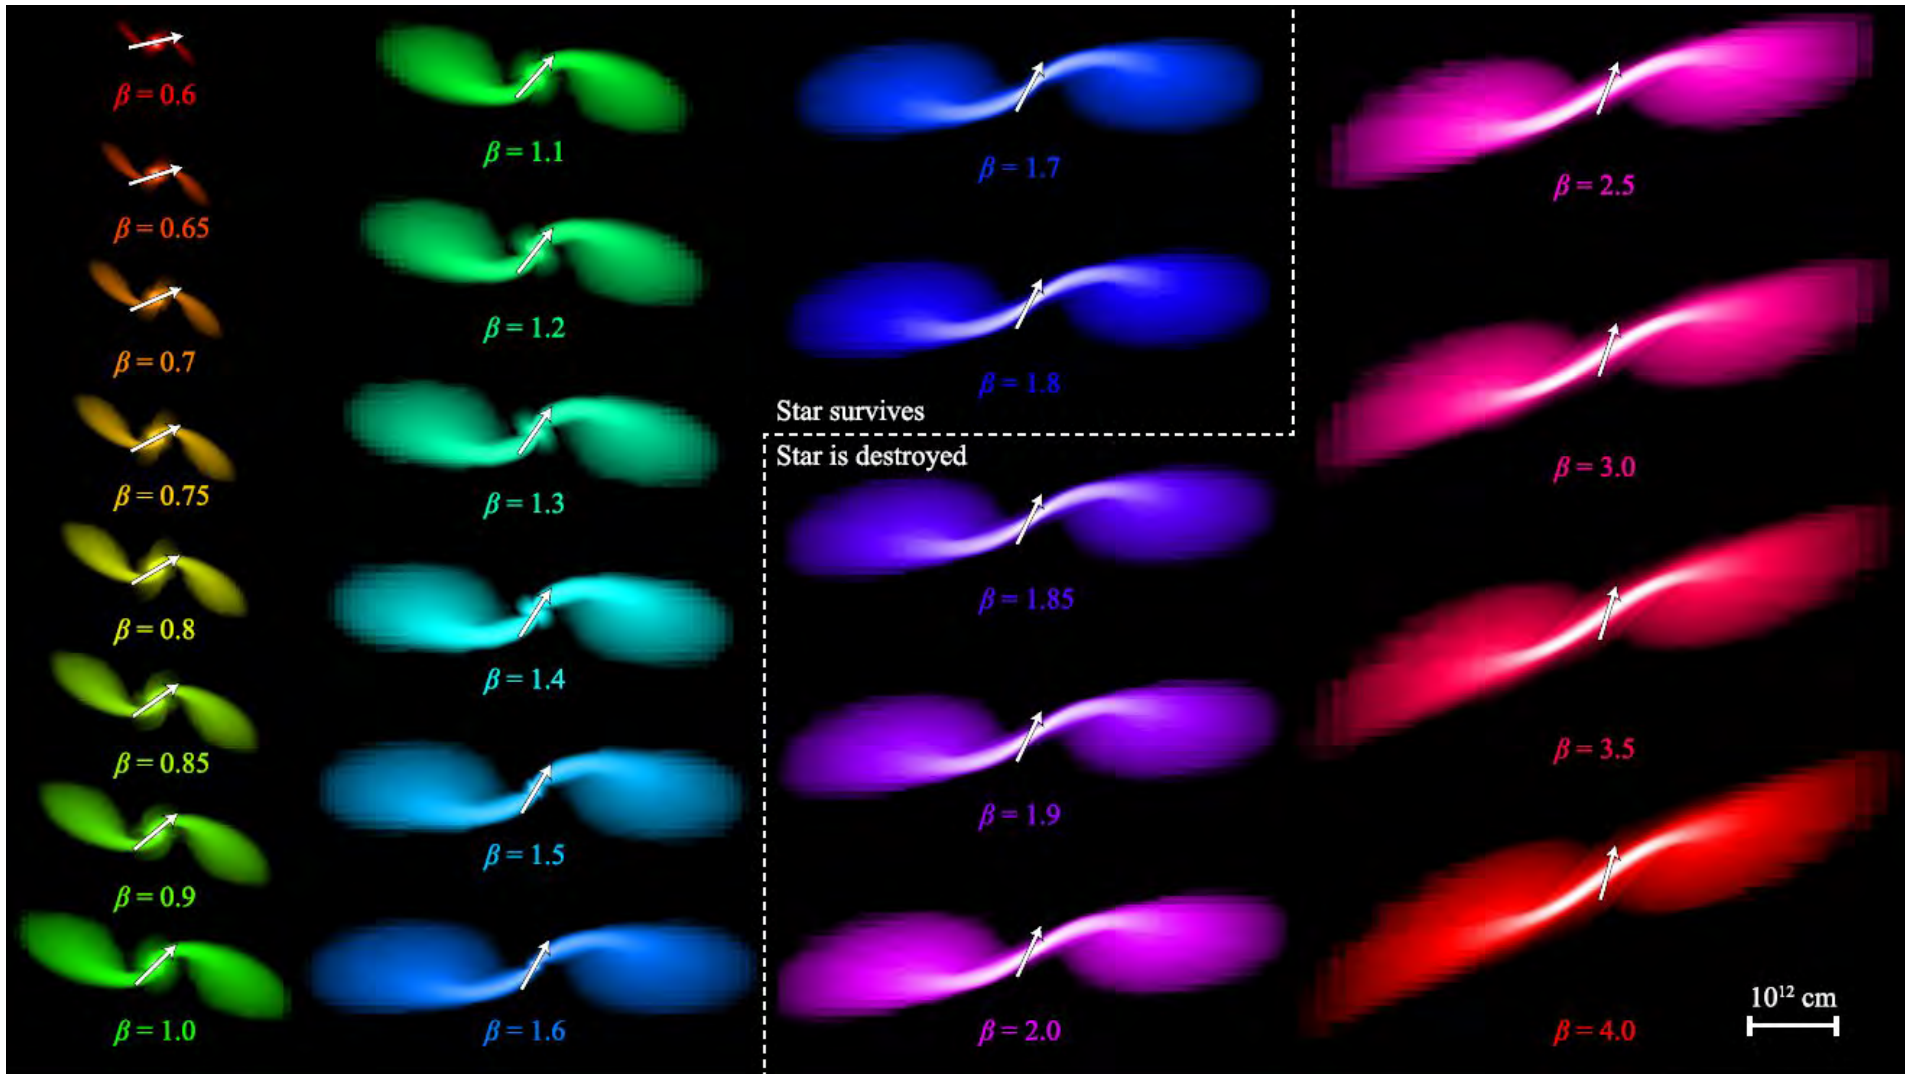 β = 0.6
β = 0.65
β = 0.7
β = 0.75
β = 0.8
β = 0.85
β = 0.9
β = 1.0
β = 1.1
β = 1.2
β = 1.3
β = 1.4
β = 1.5
β = 1.6
β = 1.7
β = 1.8
Star survives
Star is destroyed
β = 1.85
β = 1.9
β = 2.0
β = 2.5
β = 3.0
β = 3.5
10¹² cm
β = 4.0